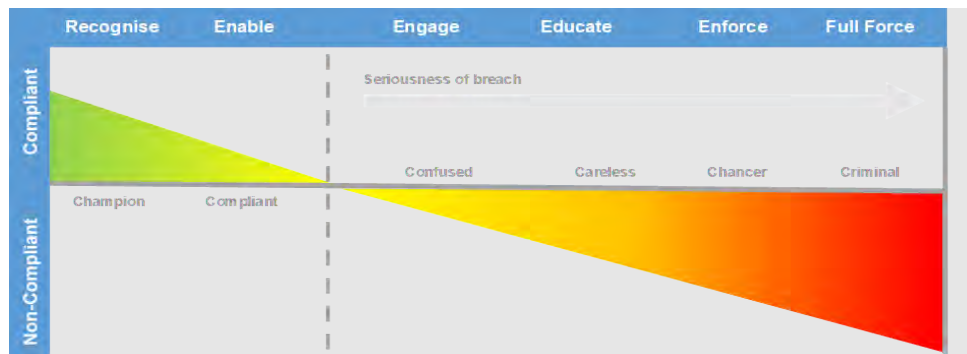 Recognise Enable Engage Educate Enforce Full Force
Compliant
Seriousness of breach
Confused Careless Chancer Criminal
Champion Compliant
Non-Compliant